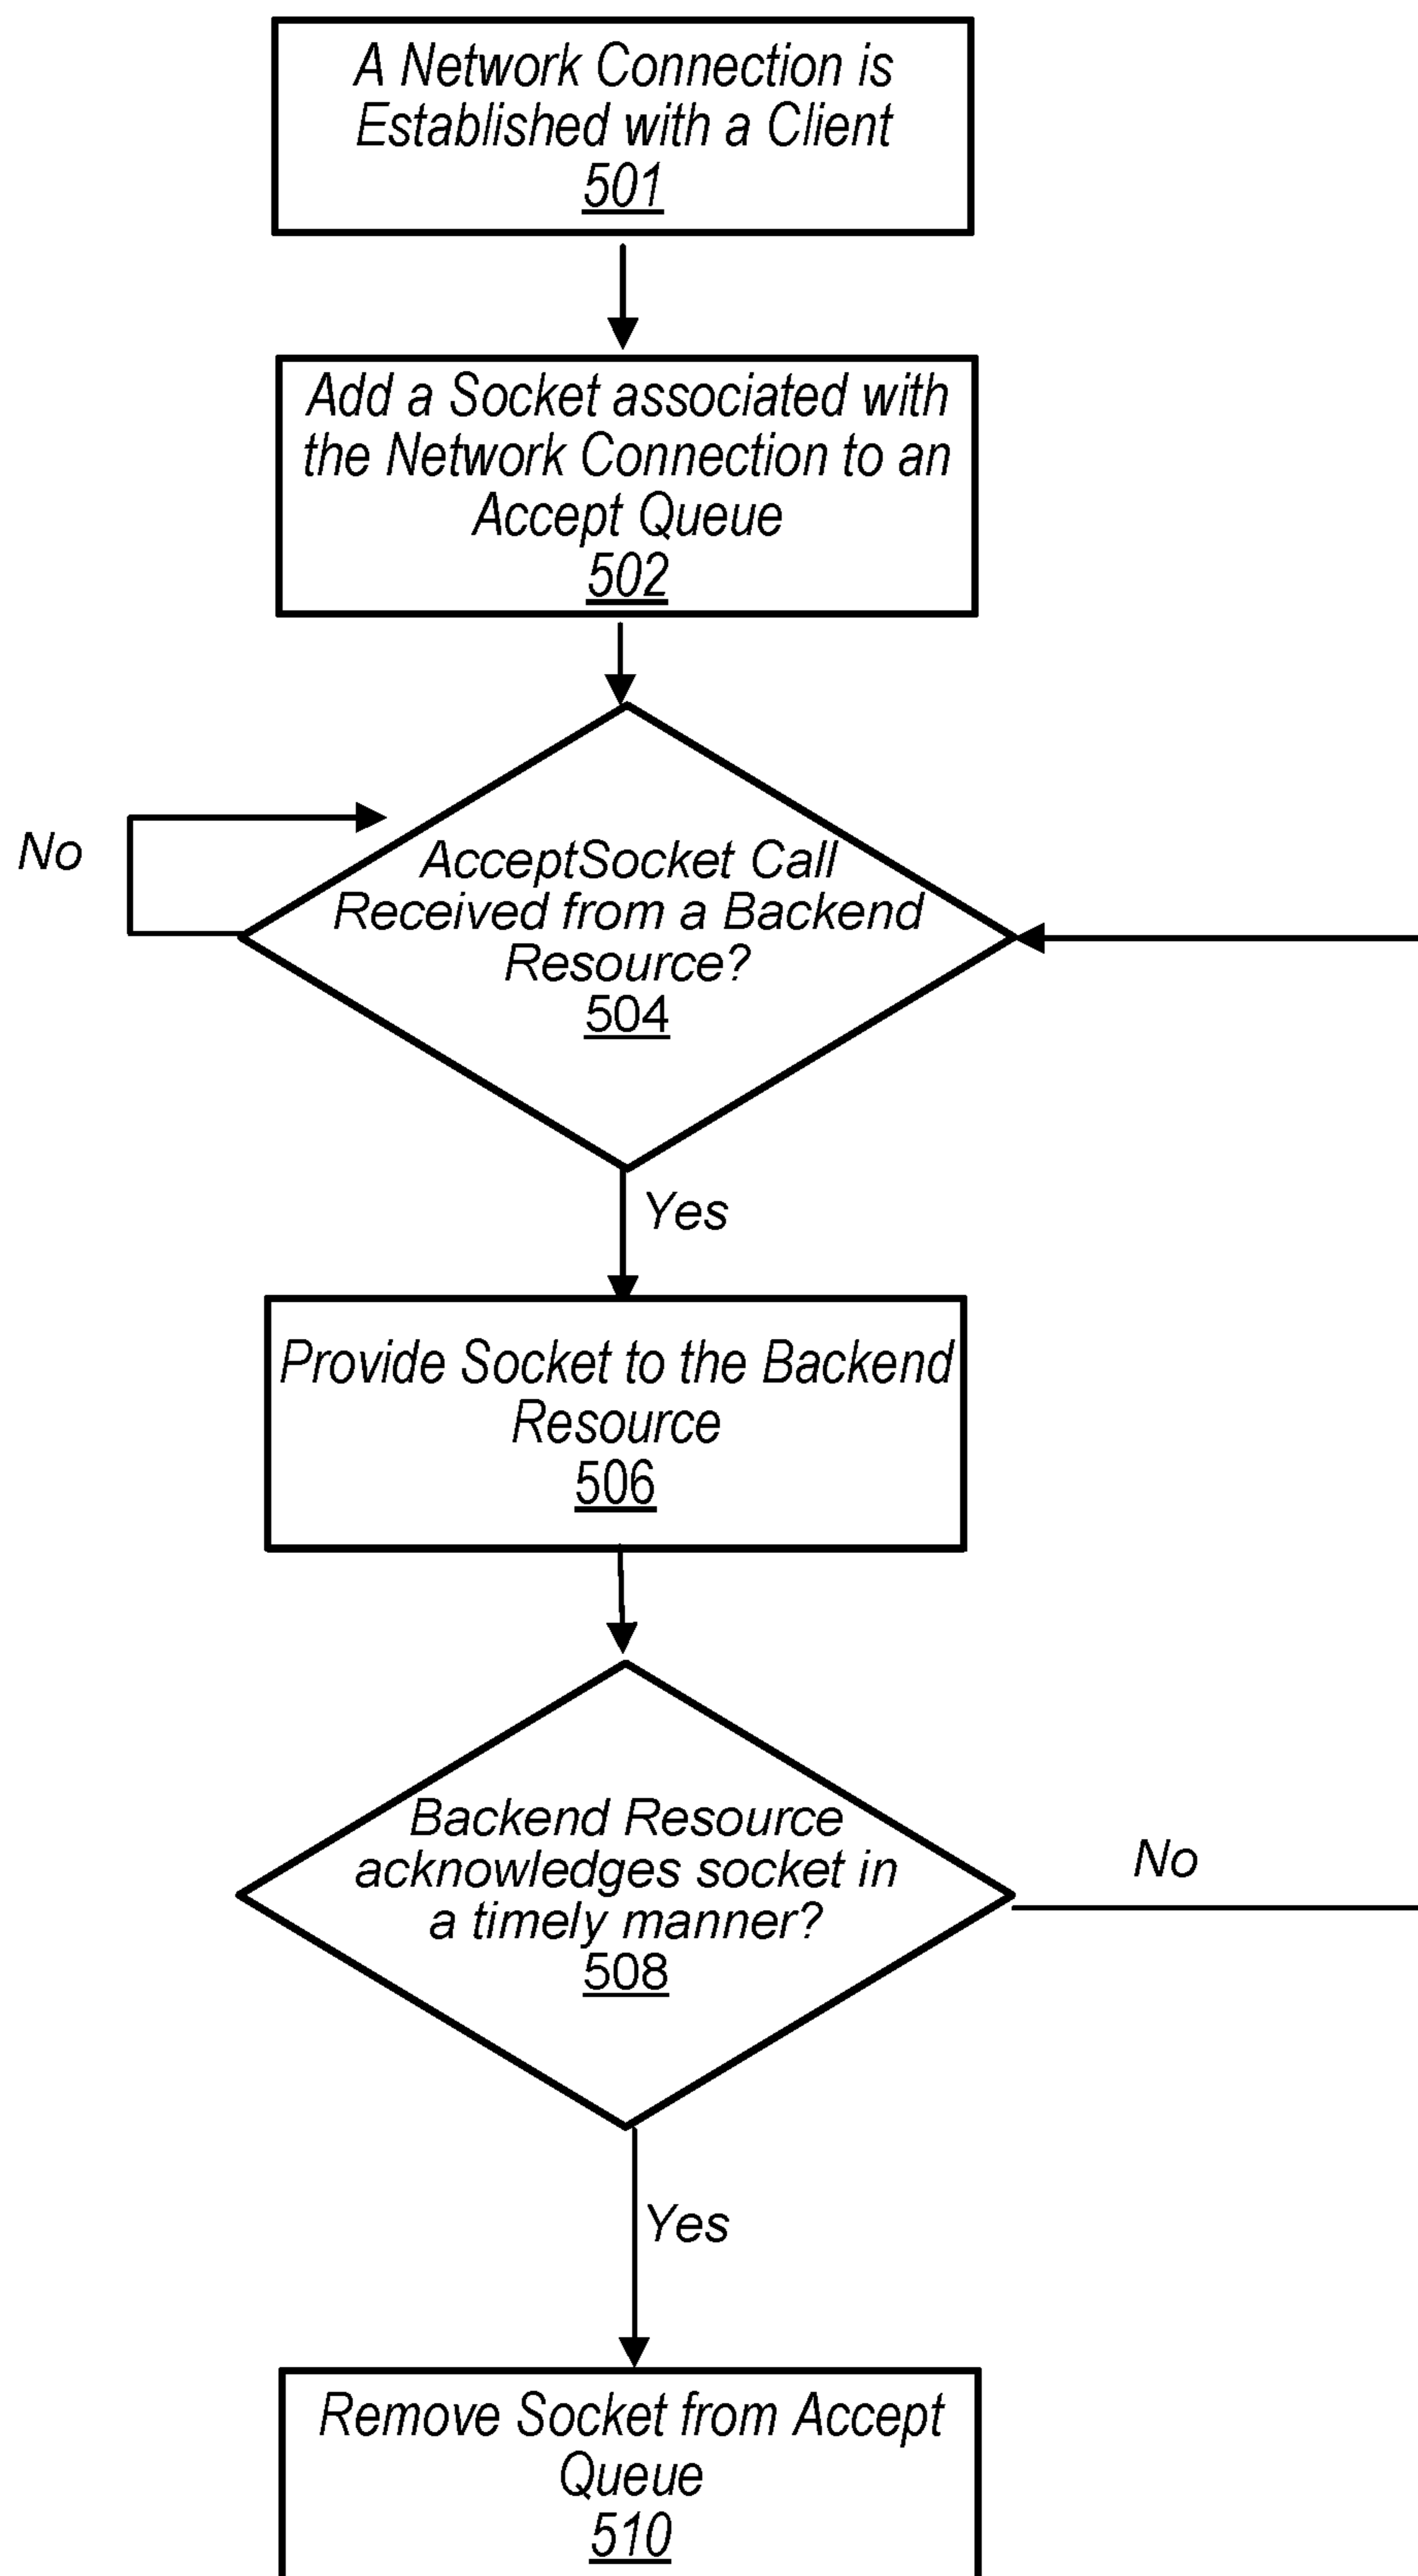 A Network Connection is
Established with a Client
501
Add a Socket associated with
the Network Connection to an
Accept Queue
502
No
AcceptSocket Call
Received from a Backend
Resource?
504
Yes
Provide Socket to the Backend
Resource
506
Backend Resource
acknowledges socket in
a timely manner?
508
No
Yes
Remove Socket from Accept
Queue
510